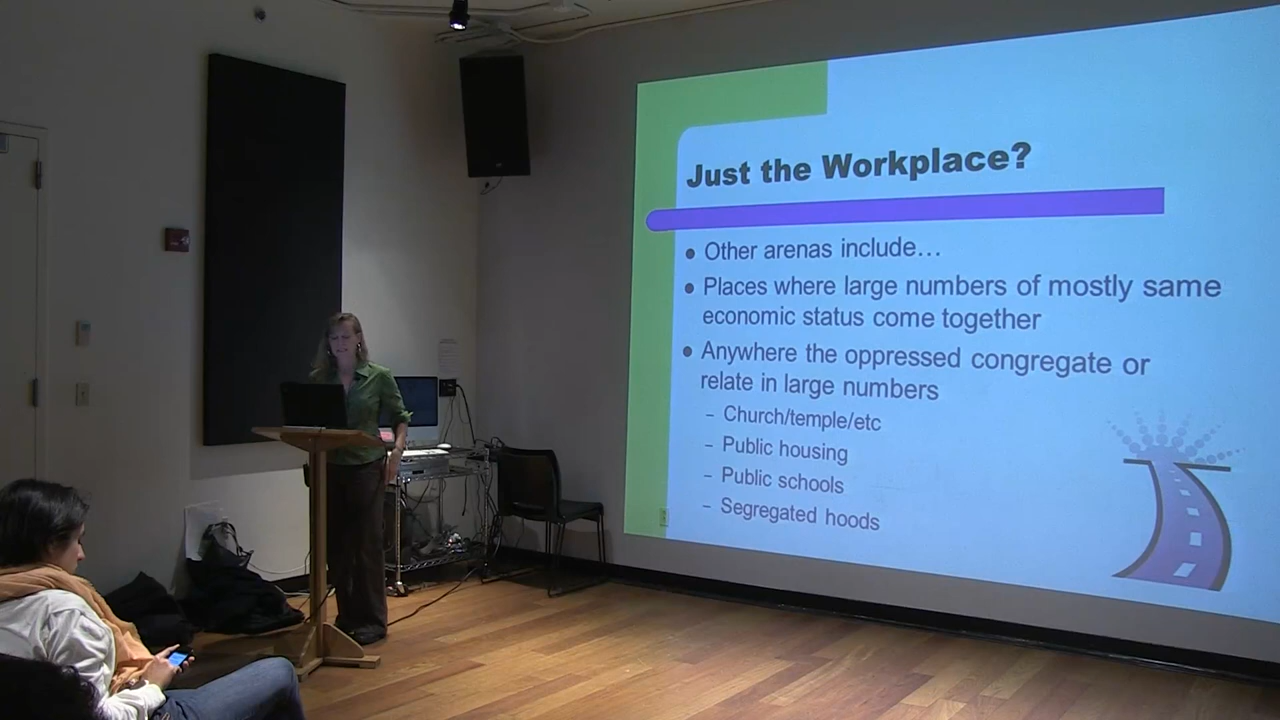 Just the Workplace?
● Other arenas include…
● Places where large numbers of mostly same
economic status come together
● Anywhere the oppressed congregate or
relate in large numbers
– Church/temple/etc
– Public housing
– Public schools
– Segregated hoods